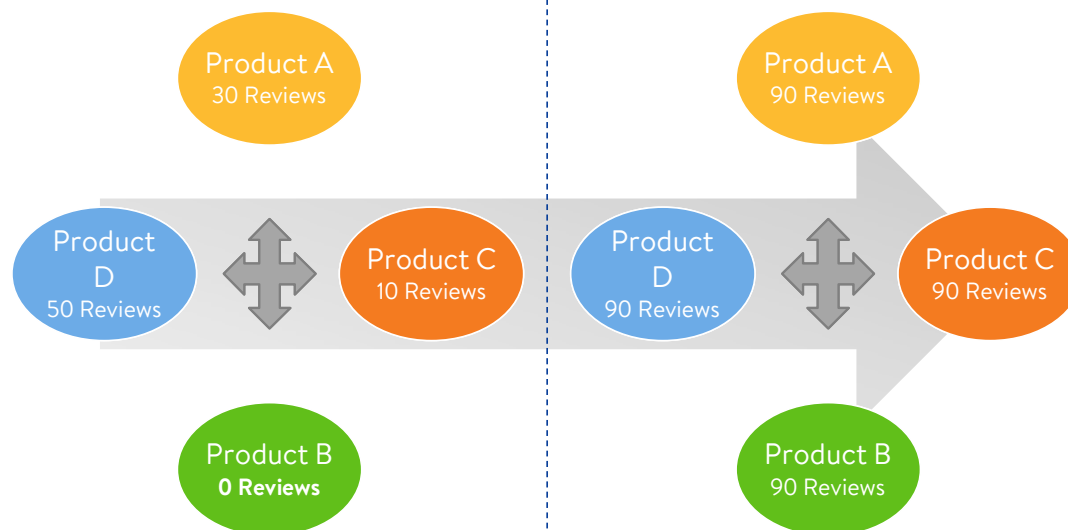 Product A
30 Reviews
Product
D
50 Reviews
Product C
10 Reviews
Product B
0 Reviews
Product A
90 Reviews
Product
D
90 Reviews
Product C
90 Reviews
Product B
90 Reviews